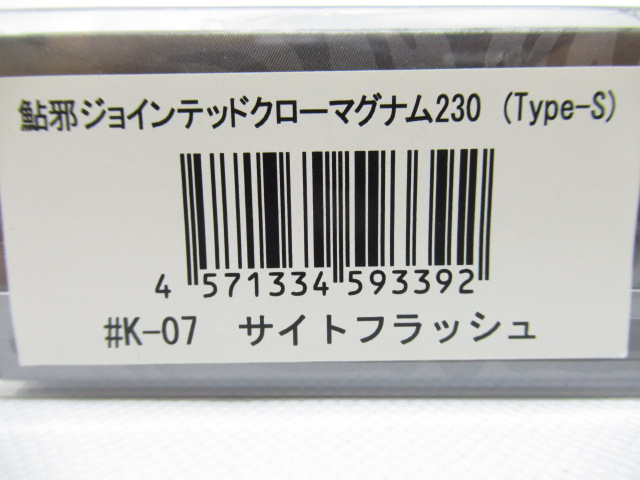 鮎邪ジョインテッドクローマグナム230 (Type-S)
4 571334 593392
#K-07 サイトフラッシュ